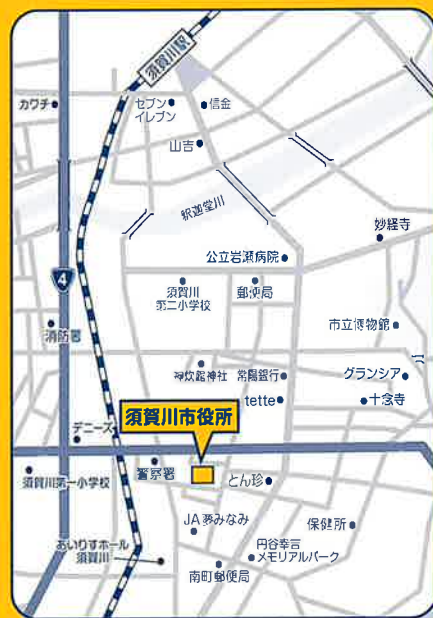 須賀川駅
カワチ
セブン
イレブン
信金
山吉
釈迦堂川
妙経寺
公立岩瀬病院
4
須賀川
第二小学校
郵便局
市立博物館
消防署
神炊館神社
常陽銀行
グランシア
tette
十念寺
須賀川市役所
デニーズ
警察署
とん珍
須賀川第一小学校
JA夢みなみ
保健所
円谷幸吉
メモリアルパーク
あいりすホール
須賀川
南町郵便局